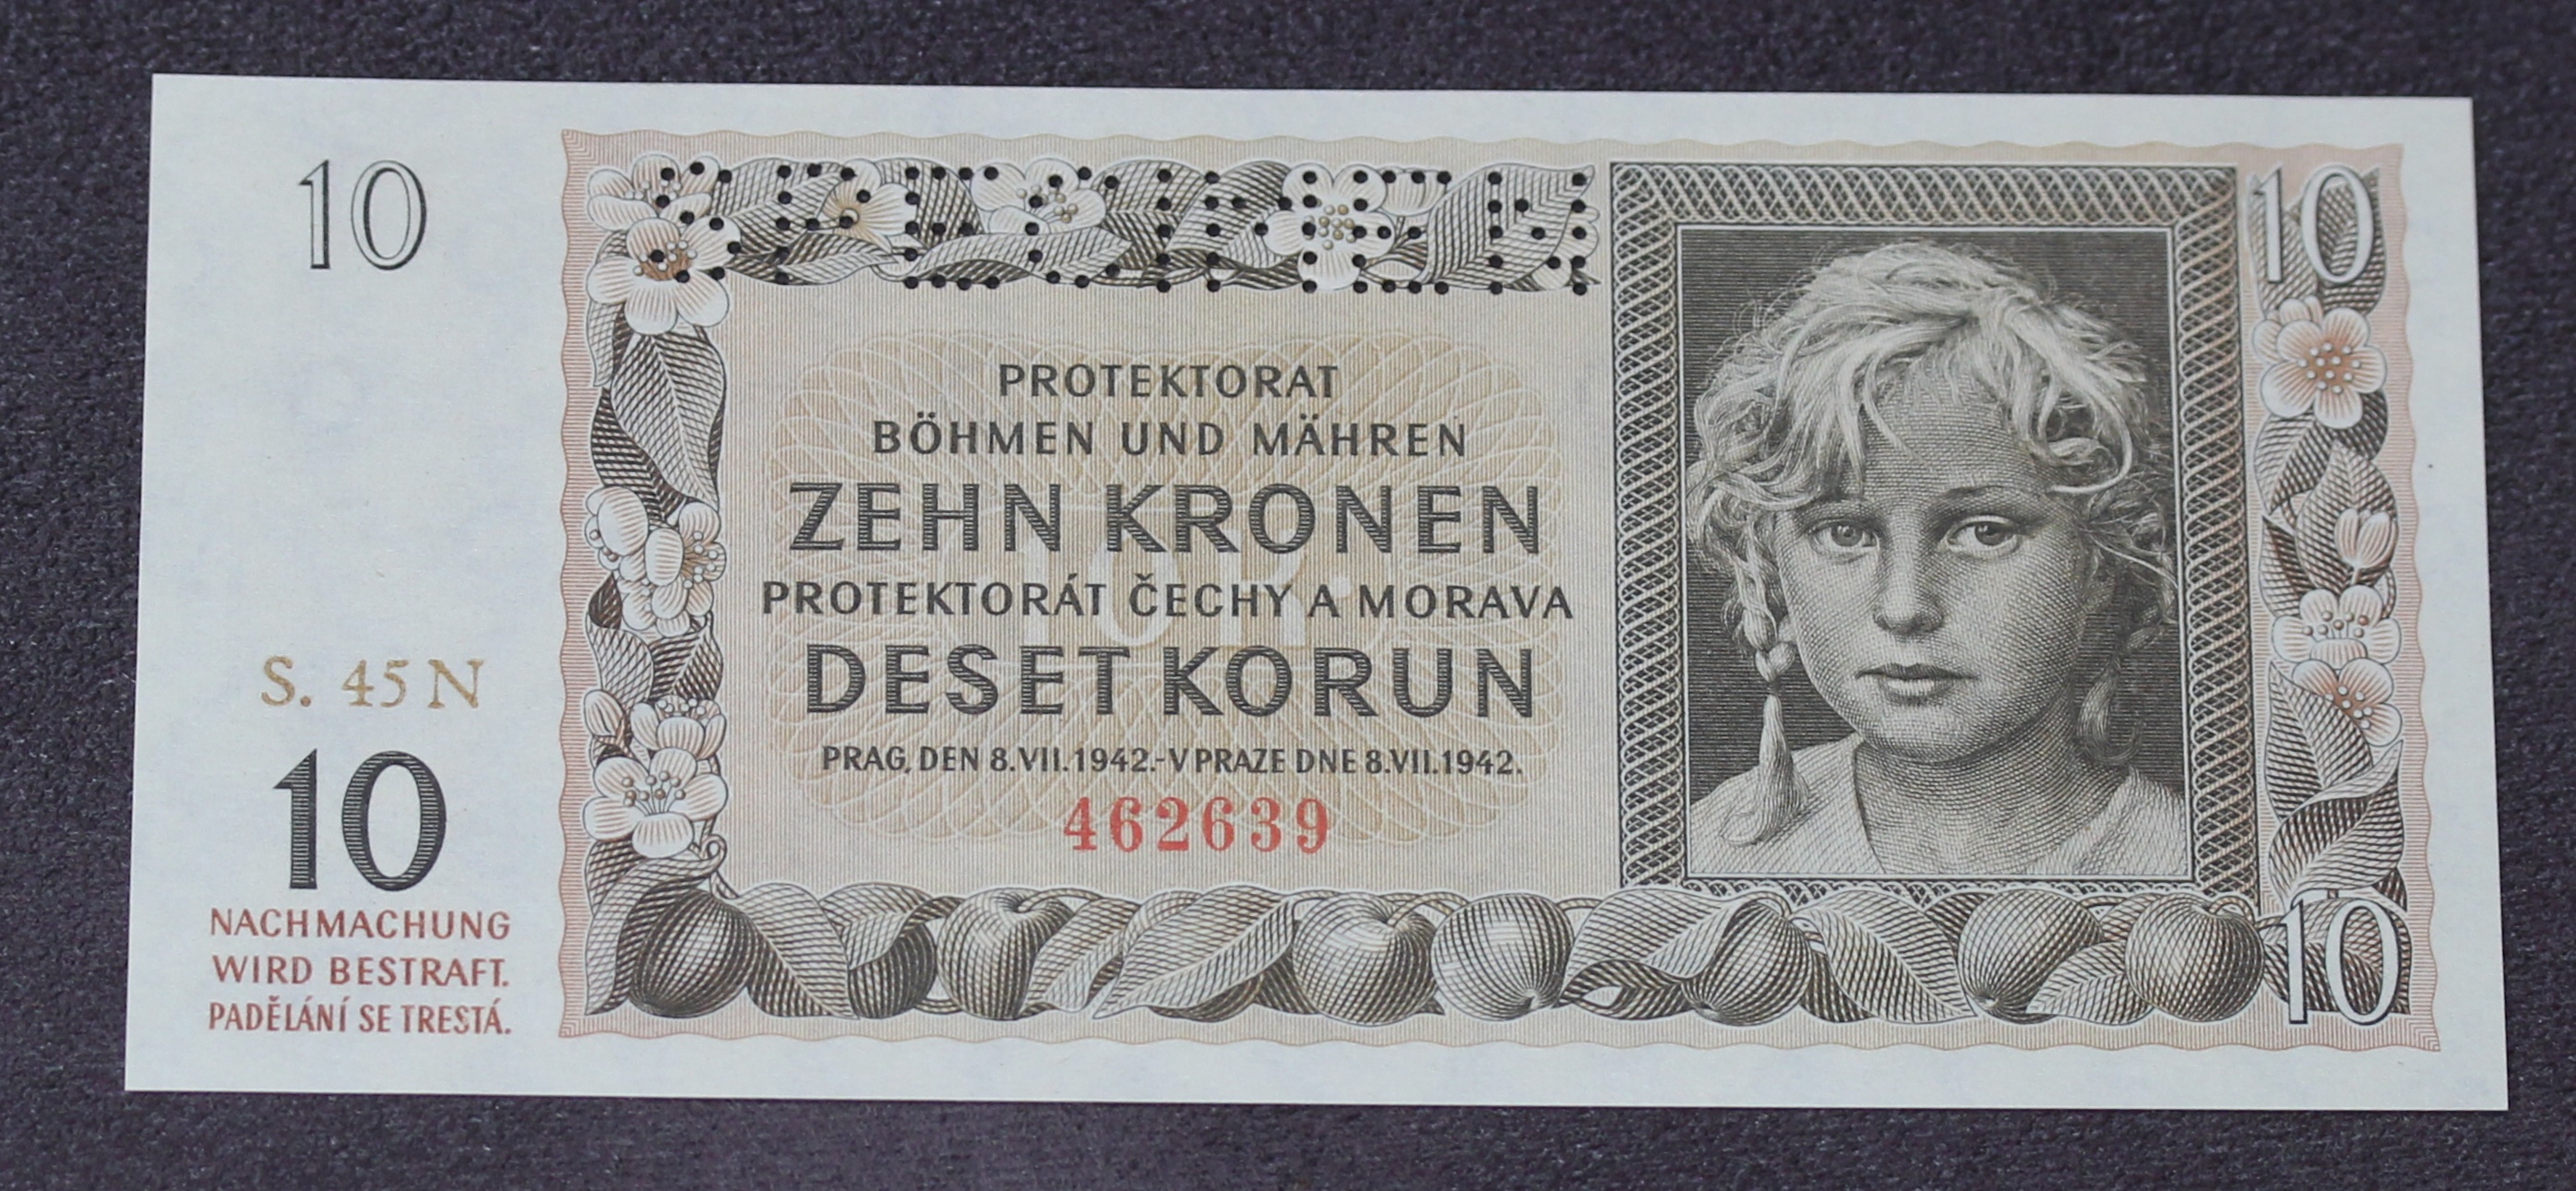 10
SPECIMEN
10
PROTEKTORAT
BÖHMEN UND MÄHREN
ZEHN KRONEN
PROTEKTORÁT ČECHY A MORAVA
DESET KORUN
PRAG, DEN 8.VII.1942.-V PRAZE DNE 8.VII.1942.
462639
S. 45 N
10
NACHMACHUNG
WIRD BESTRAFT.
PADĚLÁNÍ SE TRESTÁ.
10